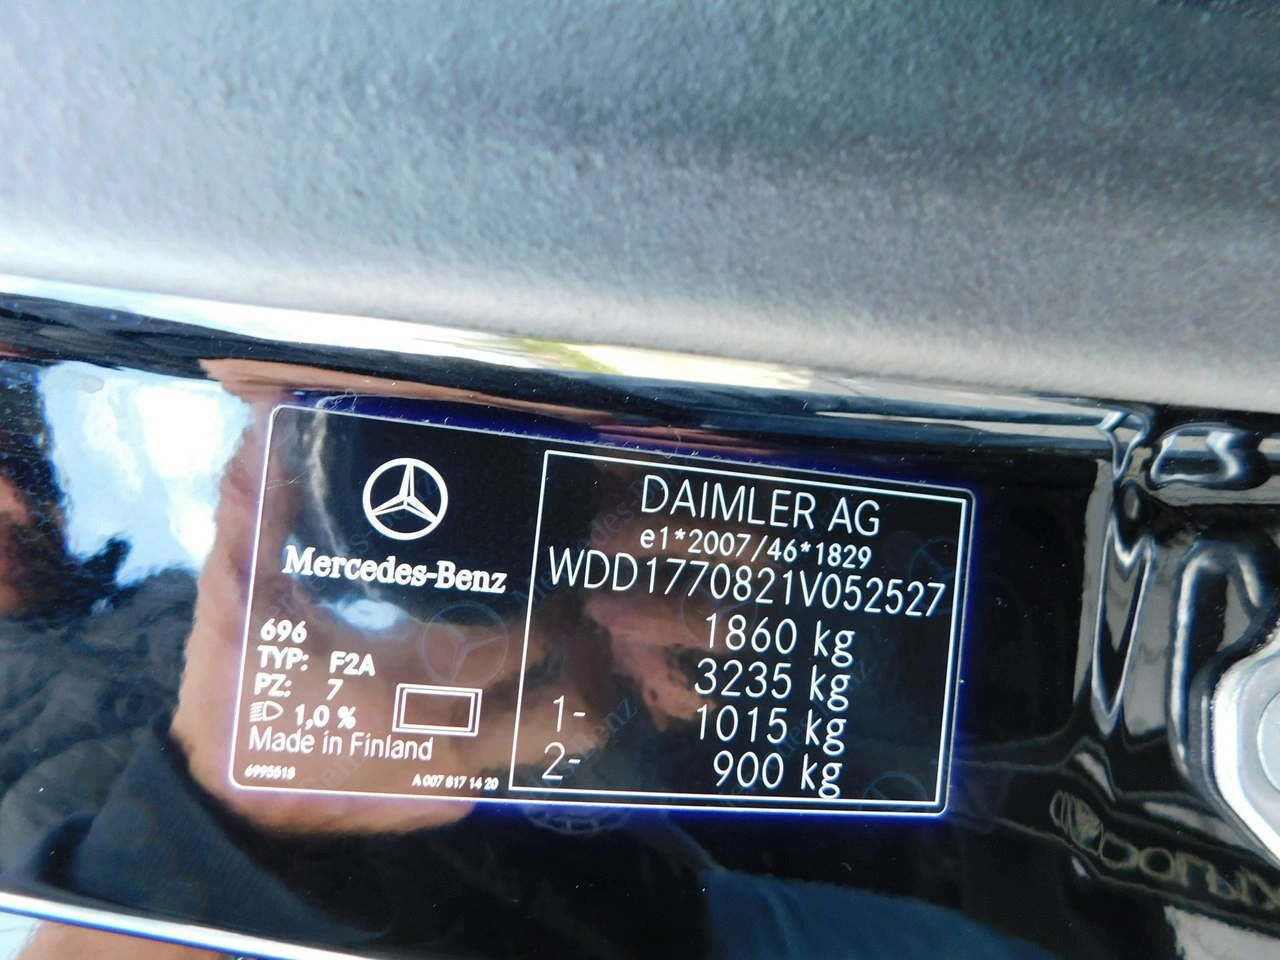 Mercedes-Benz
696
TYP: F2A
PZ: 7
1,0 %
Made in Finland
6995518
A 007 817 14 20
DAIMLER AG
e1*2007/46*1829
WDD1770821V052527
1860 kg
3235 kg
1- 1015 kg
2- 900 kg